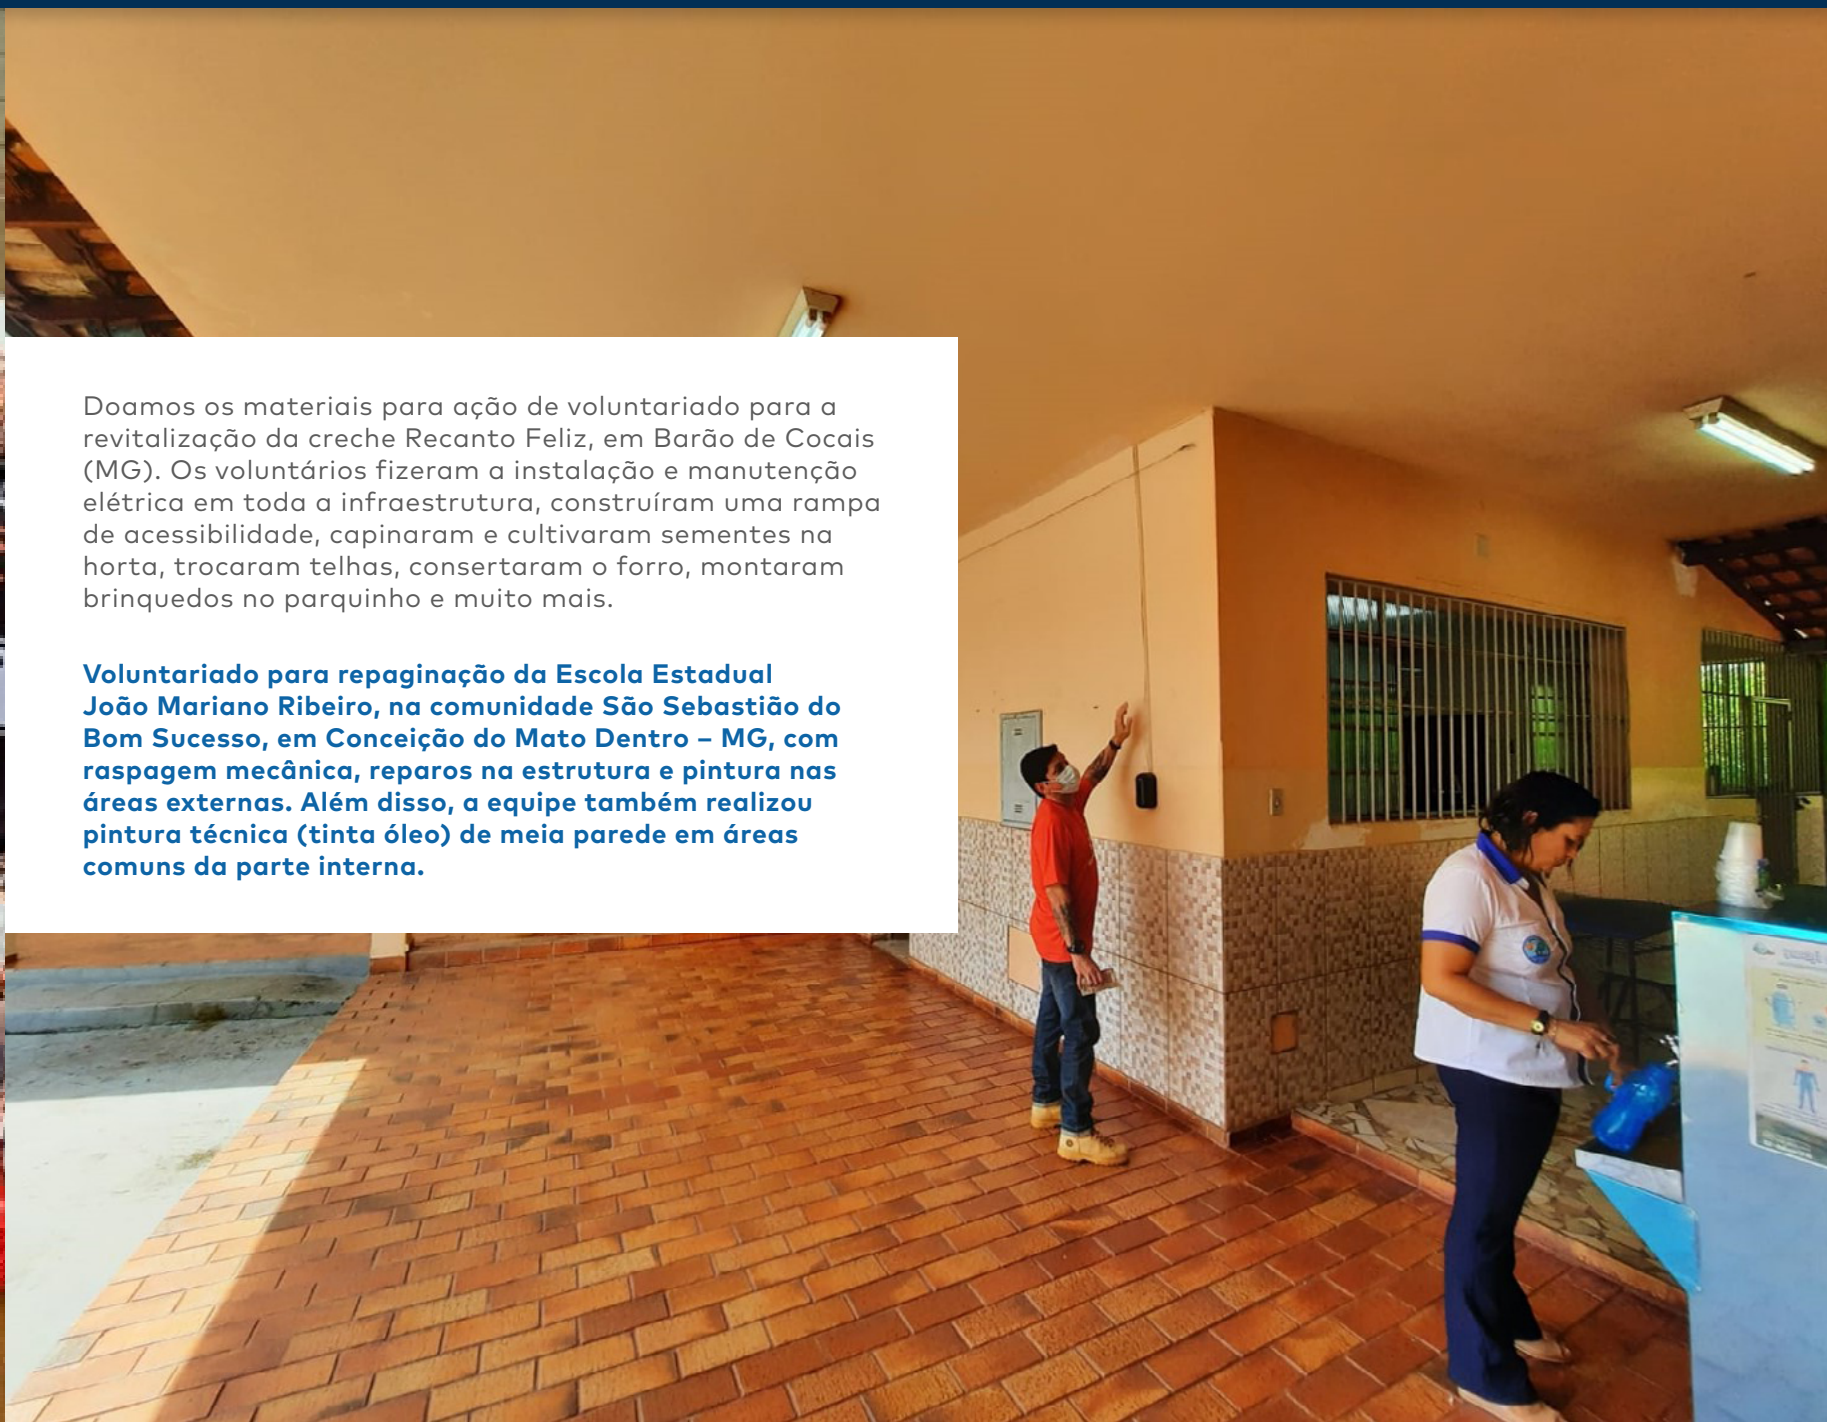 Doamos os materiais para ação de voluntariado para a
revitalização da creche Recanto Feliz, em Barão de Cocais
(MG). Os voluntários fizeram a instalação e manutenção
elétrica em toda a infraestrutura, construíram uma rampa
de acessibilidade, capinaram e cultivaram sementes na
horta, trocaram telhas, consertaram o forro, montaram
brinquedos no parquinho e muito mais.
Voluntariado para repaginação da Escola Estadual
João Mariano Ribeiro, na comunidade São Sebastião do
Bom Sucesso, em Conceição do Mato Dentro – MG, com
raspagem mecânica, reparos na estrutura e pintura nas
áreas externas. Além disso, a equipe também realizou
pintura técnica (tinta óleo) de meia parede em áreas
comuns da parte interna.